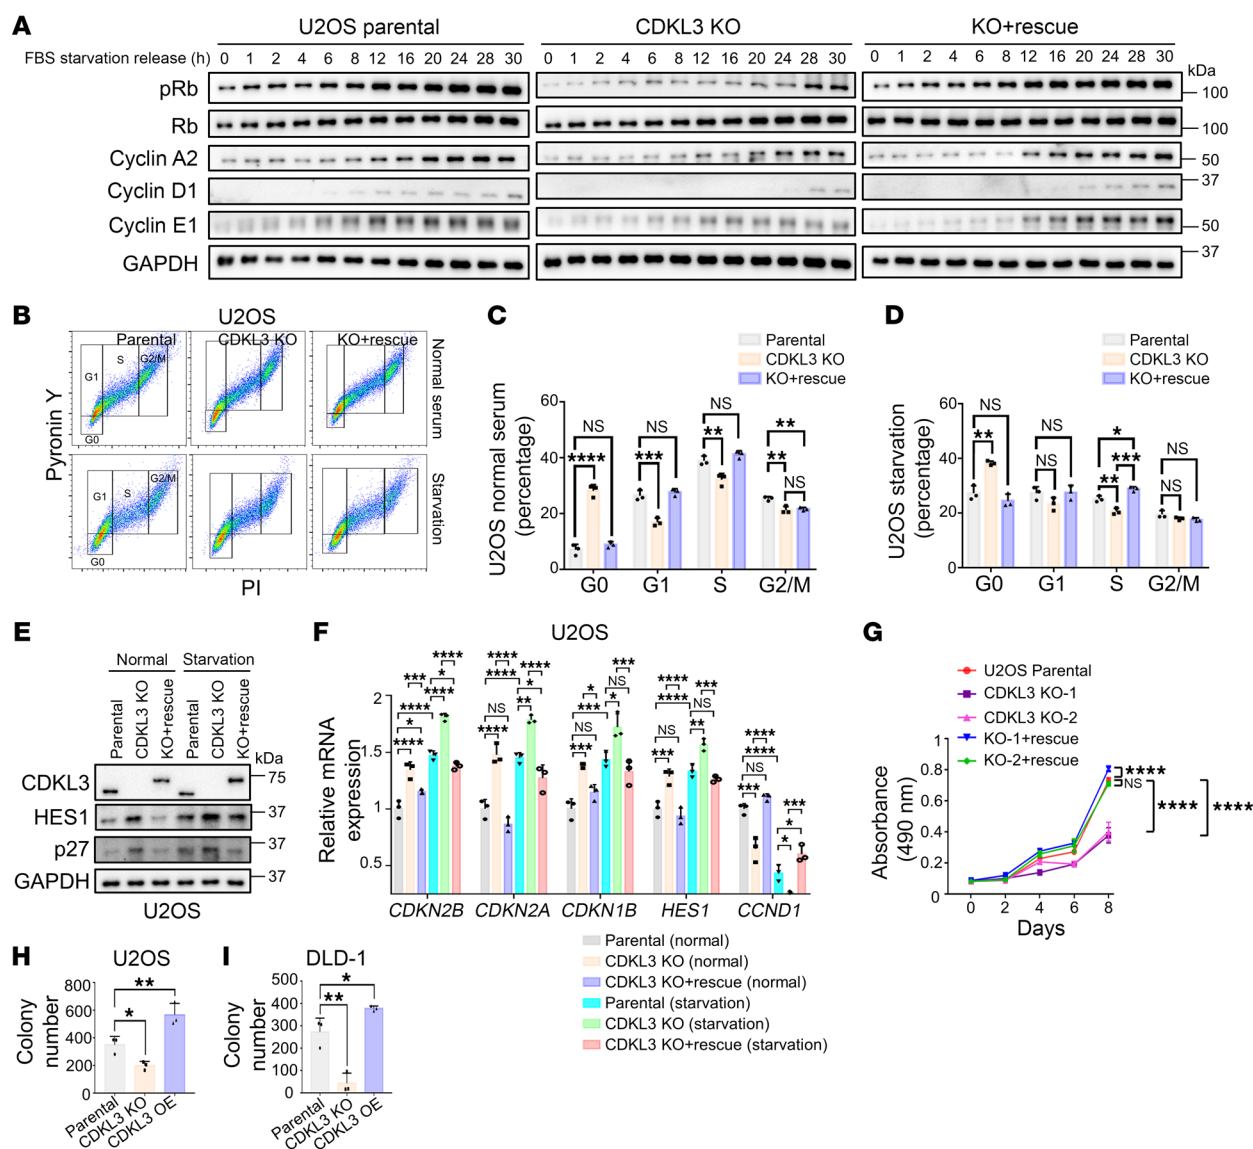 A
U2OS parental CDKL3 KO KO+rescue
FBS starvation release (h) 0 1 2 4 6 8 12 16 20 24 28 30 0 1 2 4 6 8 12 16 20 24 28 30 0 1 2 4 6 8 12 16 20 24 28 30
kDa
pRb 100
Rb 100
Cyclin A2 50
Cyclin D1 37
Cyclin E1 50
GAPDH 37
B
U2OS
Parental CDKL3 KO KO+rescue
G1 S G2/M
G0
Normal serum
G1 S G2/M
G0
Starvation
Pyronin Y
PI
C
Parental
CDKL3 KO
KO+rescue
U2OS normal serum
(percentage)
60
40
20
0
NS
****
NS
***
NS
**
**
**
NS
G0 G1 S G2/M
D
Parental
CDKL3 KO
KO+rescue
U2OS starvation
(percentage)
60
40
20
0
NS
**
NS
NS
*
***
**
NS
NS
G0 G1 S G2/M
E
Normal Starvation
Parental
CDKL3 KO
KO+rescue
Parental
CDKL3 KO
KO+rescue
kDa
CDKL3 75
HES1 37
p27 37
GAPDH 37
U2OS
F
U2OS
Relative mRNA
expression
2
1.5
1
0.5
****
*
****
***
****
*
****
****
NS
****
****
**
*
****
***
NS
***
*
*
NS
***
***
NS
****
****
**
NS
***
***
NS
****
****
*
*
***
CDKN2B CDKN2A CDKN1B HES1 CCND1
Parental (normal)
CDKL3 KO (normal)
CDKL3 KO+rescue (normal)
Parental (starvation)
CDKL3 KO (starvation)
CDKL3 KO+rescue (starvation)
G
U2OS Parental
CDKL3 KO-1
CDKL3 KO-2
KO-1+rescue
KO-2+rescue
Absorbance
(490 nm)
1
0.8
0.6
0.4
0.2
0
****
NS
****
****
0 2 4 6 8
Days
H
U2OS
Colony
number
800
600
400
200
0
**
*
Parental
CDKL3 KO
CDKL3 OE
I
DLD-1
Colony
number
500
400
300
200
100
0
*
**
Parental
CDKL3 KO
CDKL3 OE